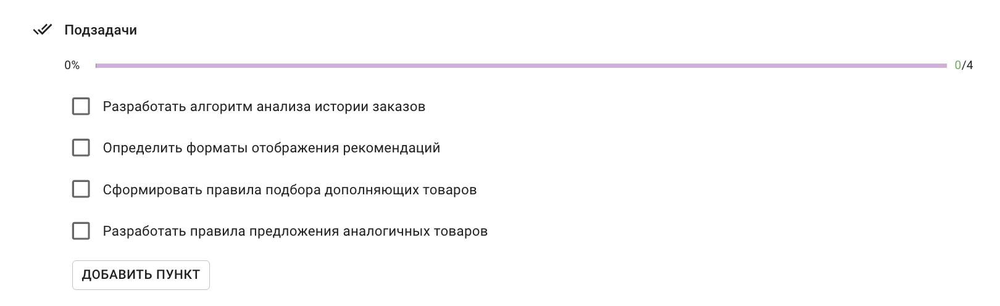 Подзадачи
0% 0/4
Разработать алгоритм анализа истории заказов
Определить форматы отображения рекомендаций
Сформировать правила подбора дополняющих товаров
Разработать правила предложения аналогичных товаров
ДОБАВИТЬ ПУНКТ